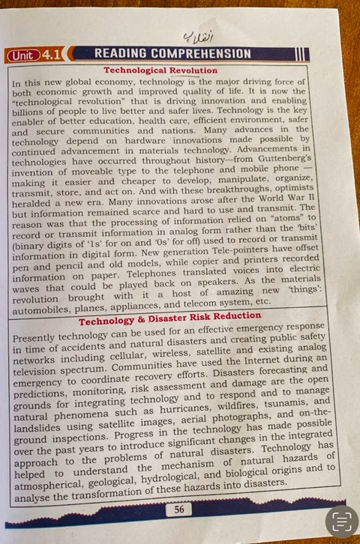 انقلاب
Unit 4.1 READING COMPREHENSION
Technological Revolution
In this new global economy, technology is the major driving force of
both economic growth and improved quality of life. It is now the
"technological revolution" that is driving innovation and enabling
billions of people to live better and safer lives. Technology is the key
enabler of better education, health care, efficient environment, safer
and secure communities and nations. Many advances in the
technology depend on hardware innovations made possible by
continued advancement in materials technology. Advancements in
technologies have occurred throughout history—from Guttenberg's
invention of moveable type to the telephone and mobile phone —
making it easier and cheaper to develop, manipulate, organize,
transmit, store, and act on. And with these breakthroughs, optimists
heralded a new era. Many innovations arose after the World War II
but information remained scarce and hard to use and transmit. The
reason was that the processing of information relied on "atoms" to
record or transmit information in analog form rather than the 'bits'
(binary digits of '1s' for on and '0s' for off) used to record or transmit
information in digital form. New generation Tele-pointers have offset
pen and pencil and old models, while copier and printers recorded
information on paper. Telephones translated voices into electric
waves that could be played back on speakers. As the materials
revolution brought with it a host of amazing new 'things':
automobiles, planes, appliances, and telecom system, etc.
Technology & Disaster Risk Reduction
Presently technology can be used for an effective emergency response
in time of accidents and natural disasters and creating public safety
networks including cellular, wireless, satellite and existing analog
television spectrum. Communities have used the Internet during an
emergency to coordinate recovery efforts. Disasters forecasting and
predictions, monitoring, risk assessment and damage are the open
grounds for integrating technology and to respond and to manage
natural phenomena such as hurricanes, wildfires, tsunamis, and
landslides using satellite images, aerial photographs, and on-the-
ground inspections. Progress in the technology has made possible
over the past years to introduce significant changes in the integrated
approach to the problems of natural disasters. Technology has
helped to understand the mechanism of natural hazards of
atmospherical, geological, hydrological, and biological origins and to
analyse the transformation of these hazards into disasters.
56